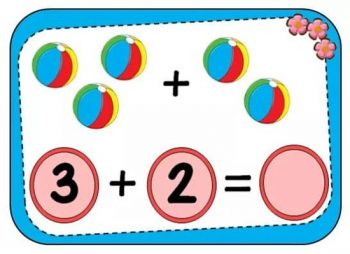 +
3 + 2 =